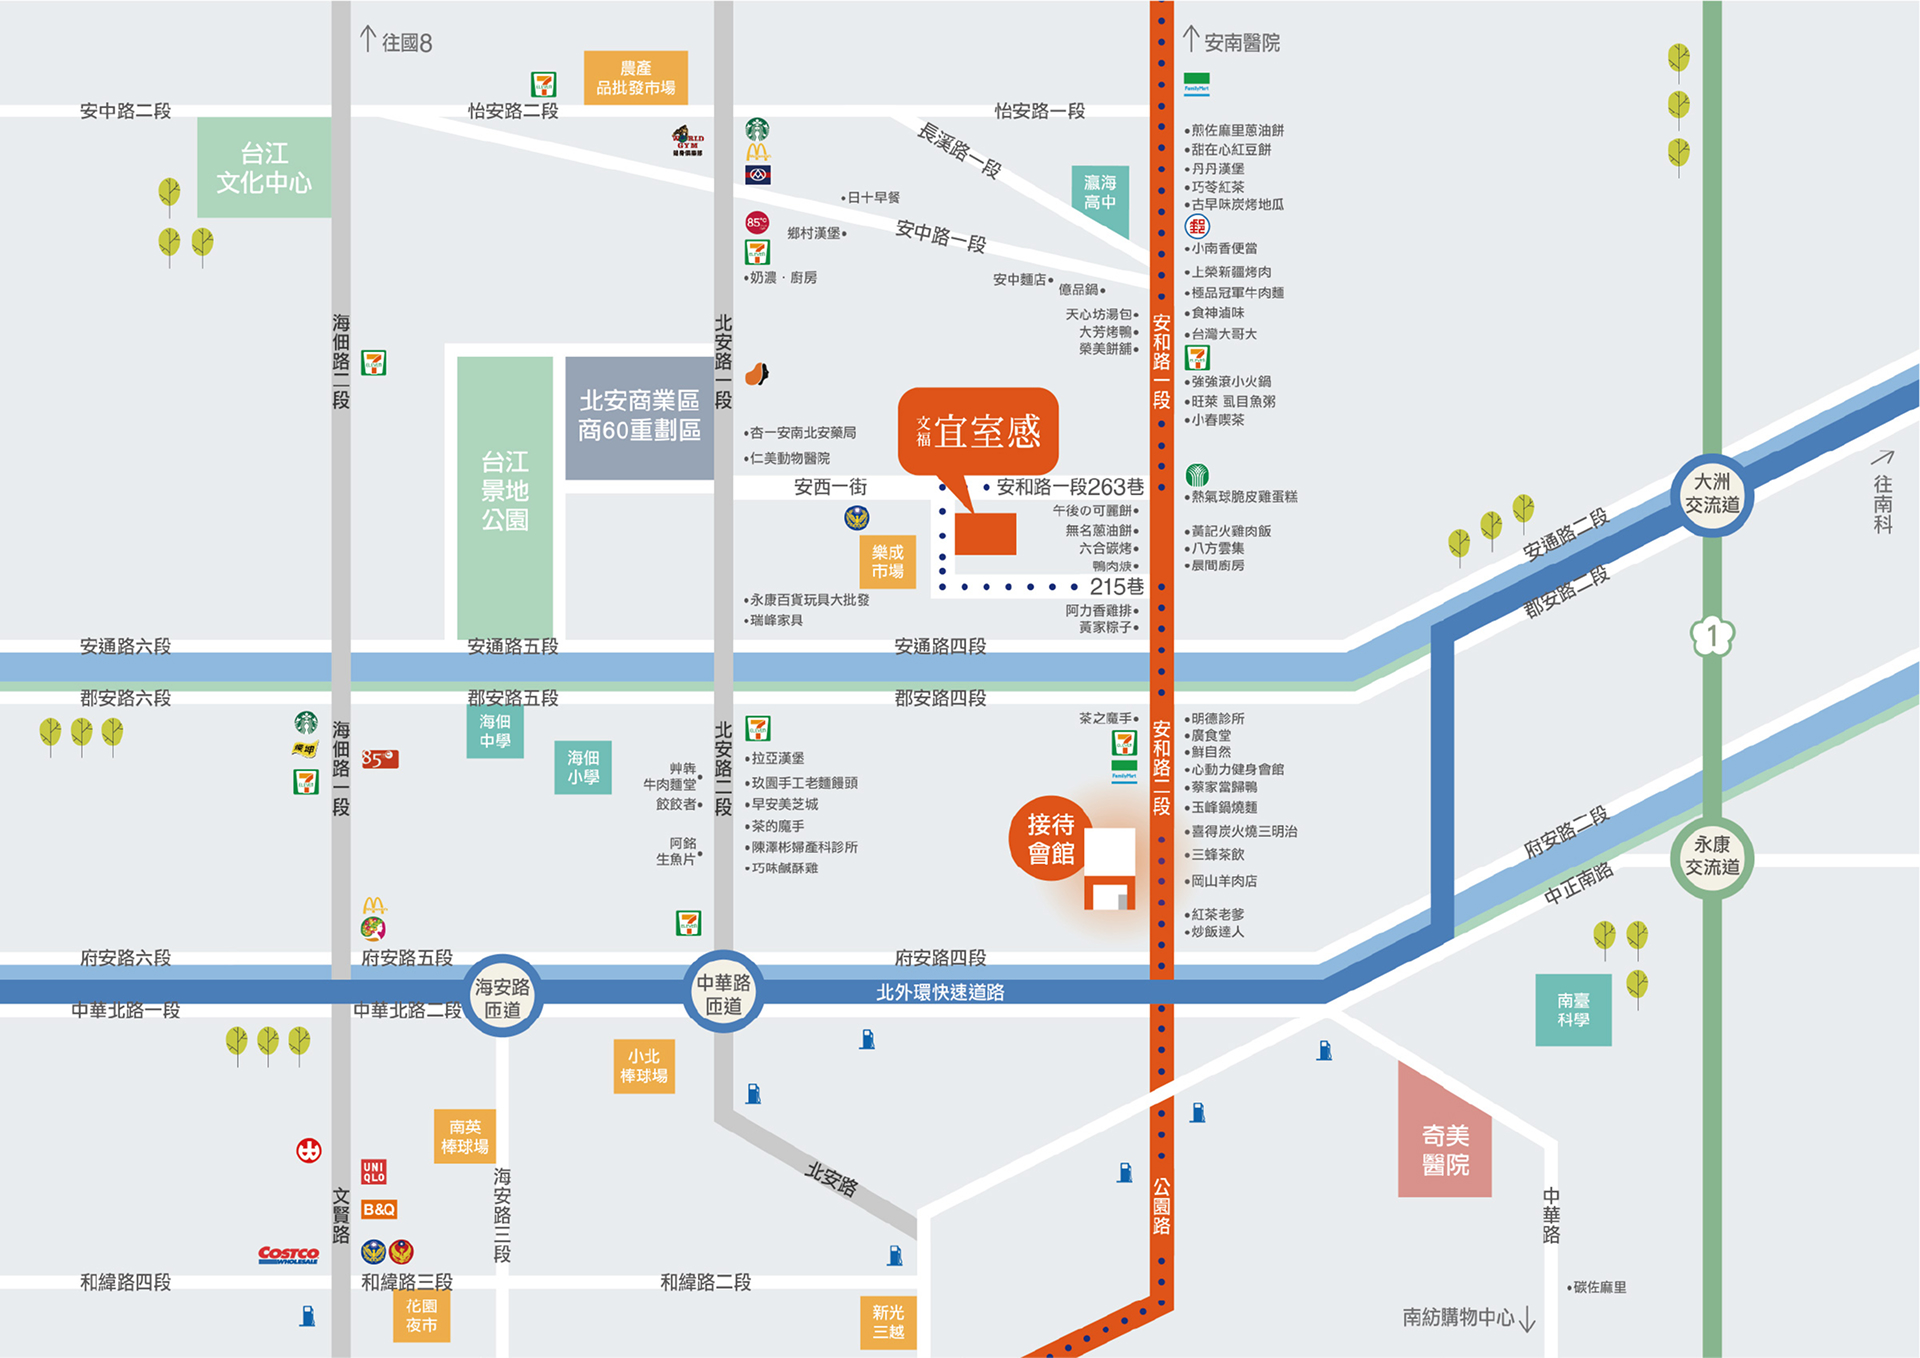 往國8
安南醫院
農產
品批發市場
7
ELEVEN
FamilyMart
安中路二段
怡安路二段
怡安路一段
台江
文化中心
WORLD
GYM
健身俱樂部
長溪路一段
瀛海
高中
安中路一段
日十早餐
鄉村漢堡
85℃
7
ELEVEN
奶濃·廚房
安中麵店
億品鍋
天心坊湯包
大芳烤鴨
榮美餅舖
煎佐麻里蔥油餅
甜在心紅豆餅
丹丹漢堡
巧苓紅茶
古早味炭烤地瓜
郵
小南香便當
上榮新疆烤肉
極品冠軍牛肉麵
食神滷味
台灣大哥大
7
ELEVEN
強強滾小火鍋
旺萊 虱目魚粥
小春喫茶
熱氣球脆皮雞蛋糕
黃記火雞肉飯
八方雲集
晨間廚房
海佃路二段
7
ELEVEN
北安路一段
安和路一段
北安商業區
商60重劃區
台江
景地
公園
杏一安南北安藥局
仁美動物醫院
文福
宜室感
安西一街
安和路一段263巷
樂成
市場
午後の可麗餅
無名蔥油餅
六合碳烤
鴨肉焿
215巷
阿力香雞排
黃家粽子
永康百貨玩具大批發
瑞峰家具
大洲
交流道
往南科
安通路二段
郡安路二段
1
安通路六段
安通路五段
安通路四段
郡安路六段
郡安路五段
郡安路四段
海佃
中學
海佃
小學
海佃路一段
85℃
7
ELEVEN
北安路二段
7
ELEVEN
艸犇
牛肉麵堂
餃餃者
阿銘
生魚片
拉亞漢堡
玖園手工老麵饅頭
早安美芝城
茶的魔手
陳澤彬婦產科診所
巧味鹹酥雞
茶之魔手
7
ELEVEN
FamilyMart
接待
會館
安和路二段
明德診所
廣食堂
鮮自然
心動力健身會館
蔡家當歸鴨
玉峰鍋燒麵
喜得炭火燒三明治
三蜂茶飲
岡山羊肉店
紅茶老爹
炒飯達人
府安路二段
中正南路
永康
交流道
7
ELEVEN
府安路六段
府安路五段
府安路四段
海安路
匝道
中華路
匝道
北外環快速道路
中華北路一段
中華北路二段
南臺
科學
小北
棒球場
南英
棒球場
奇美
醫院
UNI
QLO
B&Q
COSTCO
WHOLESALE
文賢路
海安路三段
北安路
公園路
中華路
和緯路四段
和緯路三段
和緯路二段
花園
夜市
新光
三越
碳佐麻里
南紡購物中心